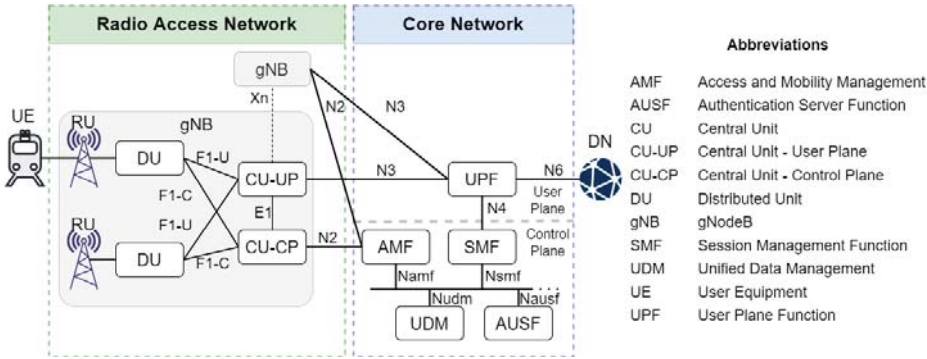 Radio Access Network
Core Network
gNB
Xn
N2
N3
UE
RU
gNB
DU
F1-U
F1-C
CU-UP
N3
UPF
N6
DN
User
Plane
E1
F1-U
N4
RU
DU
F1-C
CU-CP
N2
AMF
SMF
Control
Plane
Namf
Nsmf
Nudm
Nausf
UDM
AUSF
Abbreviations
AMF Access and Mobility Management
AUSF Authentication Server Function
CU Central Unit
CU-UP Central Unit - User Plane
CU-CP Central Unit - Control Plane
DU Distributed Unit
gNB gNodeB
SMF Session Management Function
UDM Unified Data Management
UE User Equipment
UPF User Plane Function